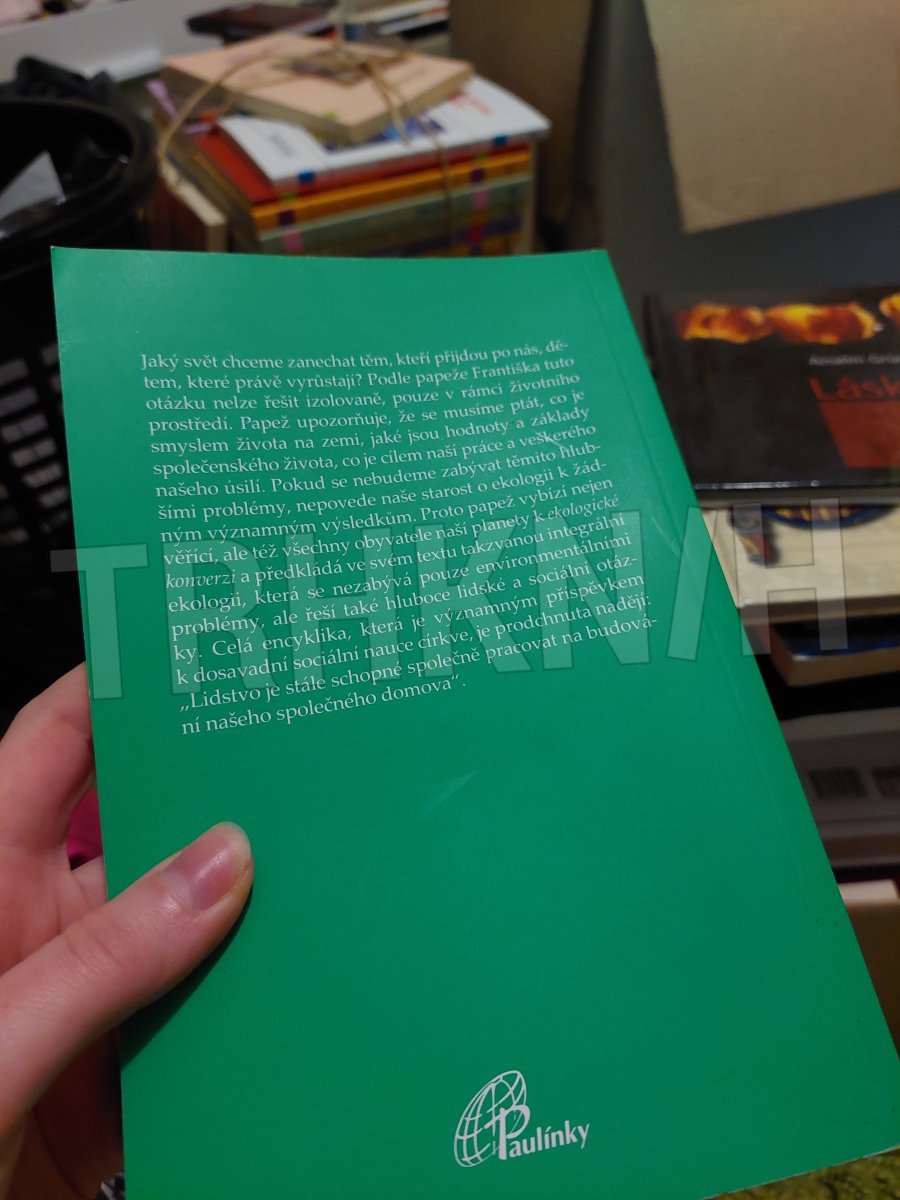 Jaký svět chceme zanechat těm, kteří přijdou po nás, dě-
tem, které právě vyrůstají? Podle papeže Františka tuto
otázku nelze řešit izolovaně, pouze v rámci životního
prostředí. Papež upozorňuje, že se musíme ptát, co je
smyslem života na zemi, jaké jsou hodnoty a základy
společenského života, co je cílem naší práce a veškerého
našeho úsilí. Pokud se nebudeme zabývat těmito hlub-
šími problémy, nepovede naše starost o ekologii k žád-
ným významným výsledkům. Proto papež vybízí nejen
věřící, ale též všechny obyvatele naší planety k ekologické
konverzi a předkládá ve svém textu takzvanou integrální
ekologii, která se nezabývá pouze environmentálními
problémy, ale řeší také hluboce lidské a sociální otáz-
ky. Celá encyklika, která je významným příspěvkem
k dosavadní sociální nauce církve, je prodchnuta nadějí:
„Lidstvo je stále schopné společně pracovat na budová-
ní našeho společného domova“.
Paulínky
Lásk
TRHKNIH